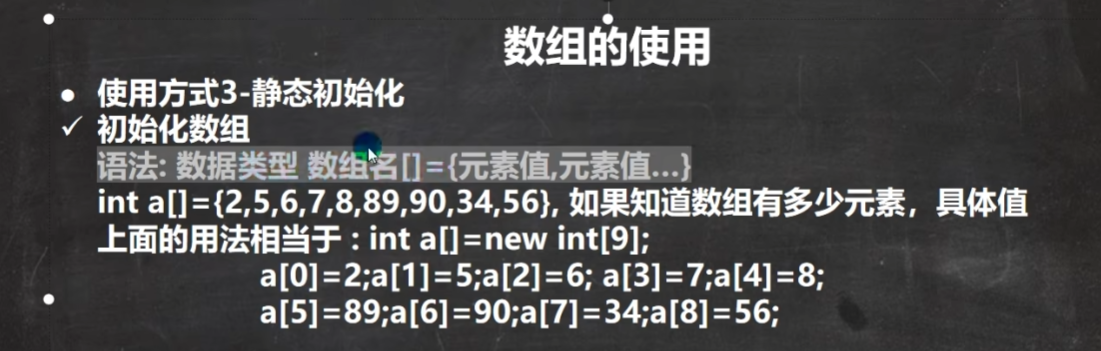 数组的使用
● 使用方式3-静态初始化
✓ 初始化数组
语法: 数据类型 数组名[]={元素值,元素值...}
int a[]={2,5,6,7,8,89,90,34,56}, 如果知道数组有多少元素，具体值
上面的用法相当于 : int a[]=new int[9];
a[0]=2;a[1]=5;a[2]=6; a[3]=7;a[4]=8;
a[5]=89;a[6]=90;a[7]=34;a[8]=56;